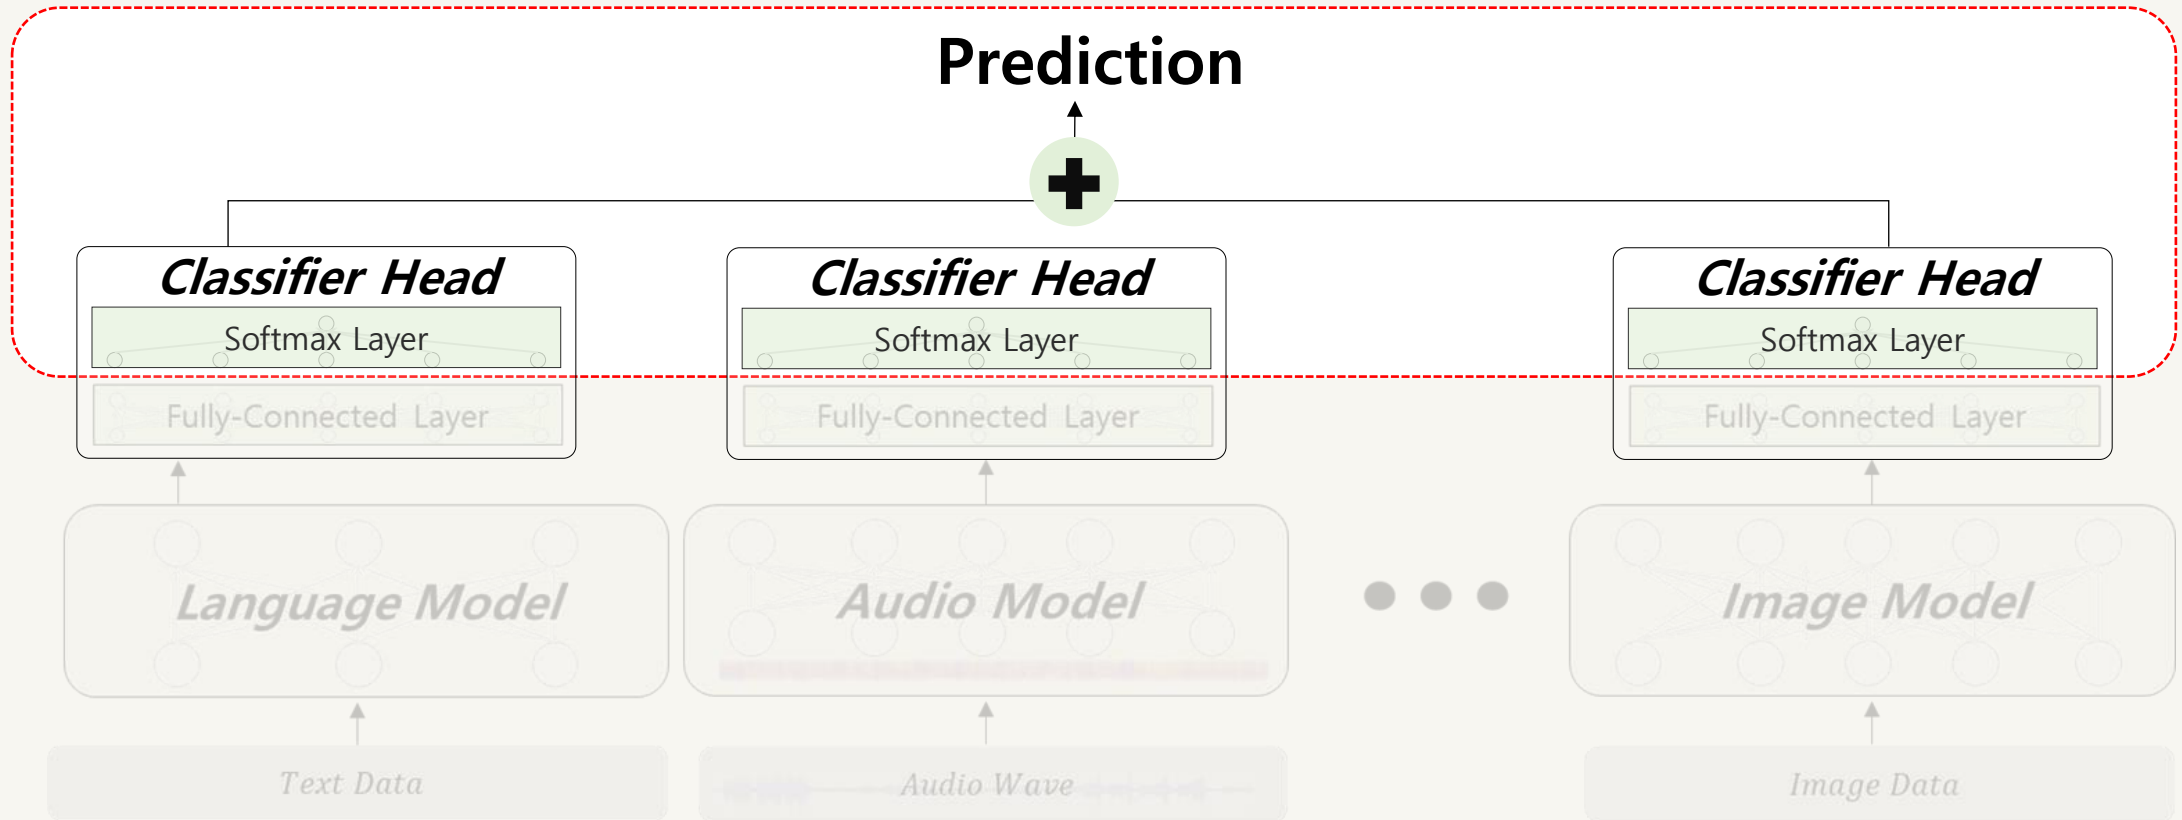 Prediction
Classifier Head
Softmax Layer
Fully-Connected Layer
Classifier Head
Softmax Layer
Fully-Connected Layer
Classifier Head
Softmax Layer
Fully-Connected Layer
Language Model
Audio Model
Image Model
Text Data
Audio Wave
Image Data